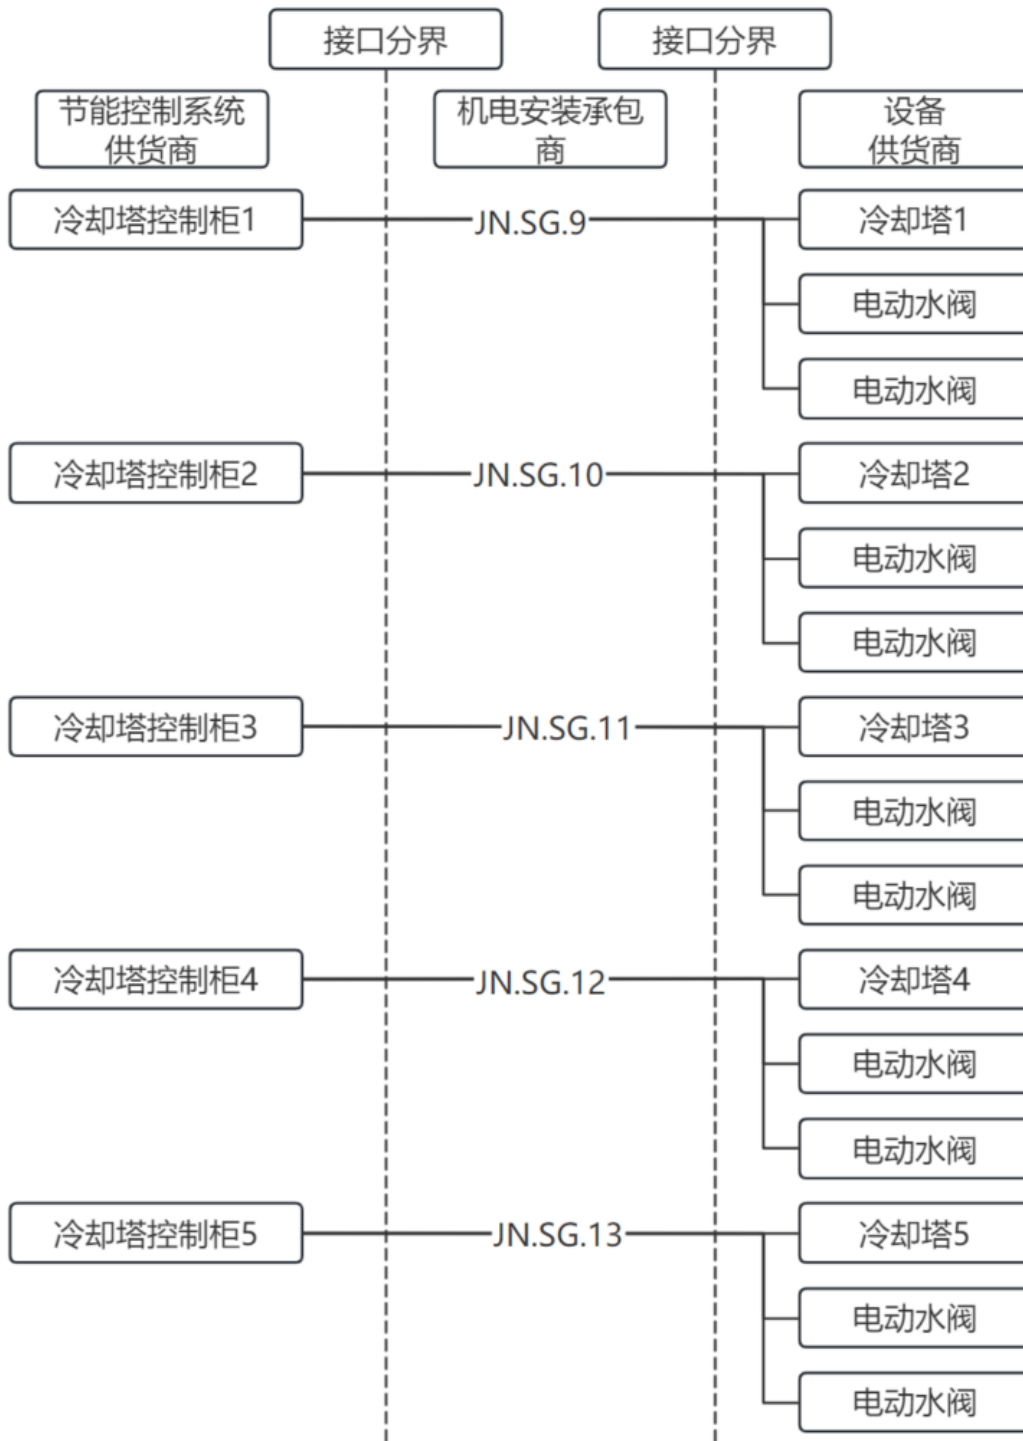 接口分界
接口分界
节能控制系统
供货商
机电安装承包
商
设备
供货商
冷却塔控制柜1
JN.SG.9
冷却塔1
电动水阀
电动水阀
冷却塔控制柜2
JN.SG.10
冷却塔2
电动水阀
电动水阀
冷却塔控制柜3
JN.SG.11
冷却塔3
电动水阀
电动水阀
冷却塔控制柜4
JN.SG.12
冷却塔4
电动水阀
电动水阀
冷却塔控制柜5
JN.SG.13
冷却塔5
电动水阀
电动水阀